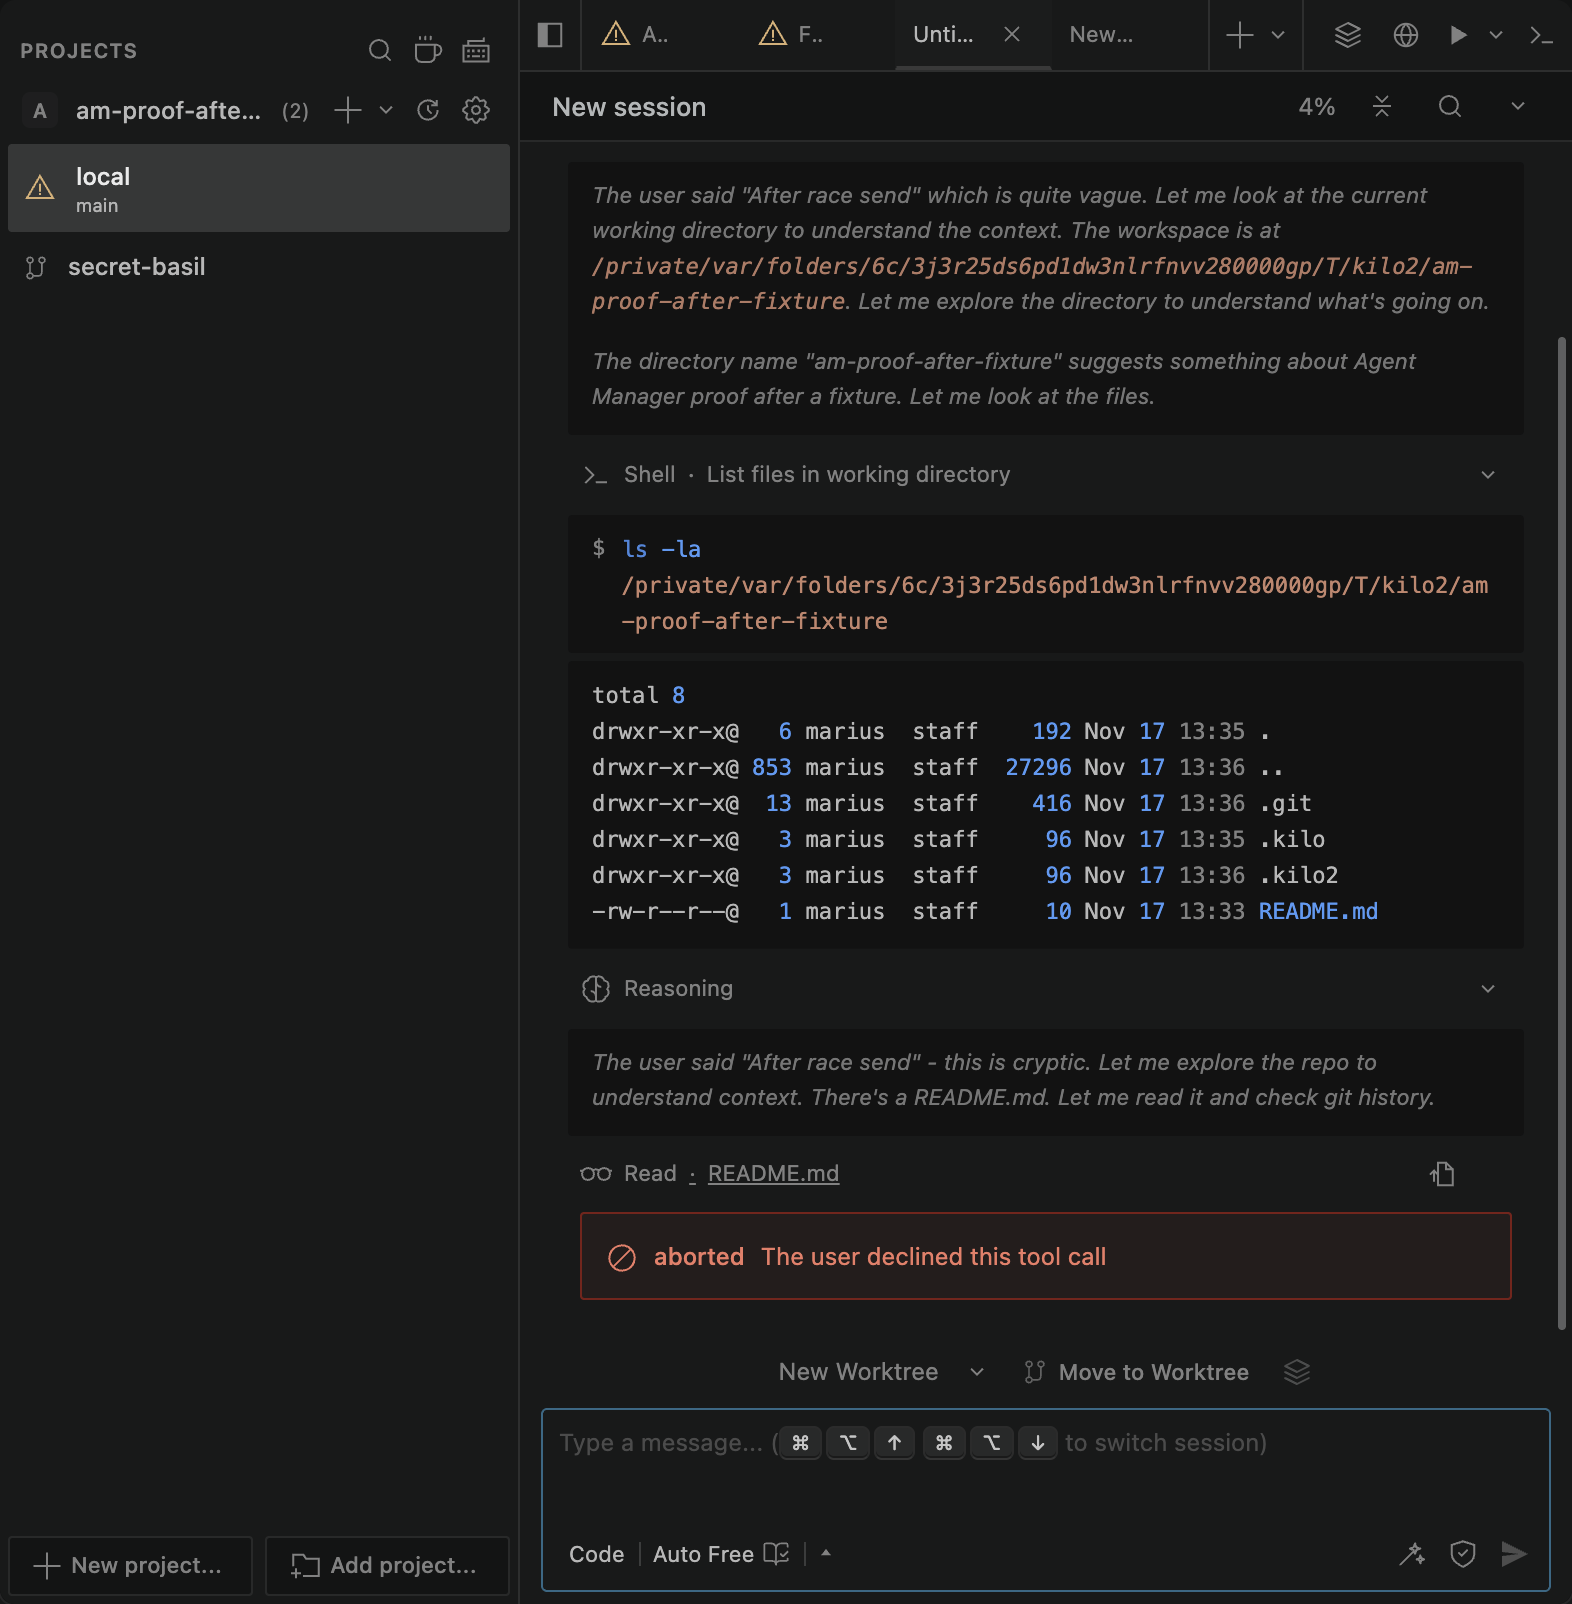 PROJECTS
A am-proof-afte... (2)
local
main
secret-basil
New project...
Add project...
A..
F..
Unti...
New...
New session
4%
The user said "After race send" which is quite vague. Let me look at the current
working directory to understand the context. The workspace is at
/private/var/folders/6c/3j3r25ds6pd1dw3nlrfnvv280000gp/T/kilo2/am-
proof-after-fixture. Let me explore the directory to understand what's going on.
The directory name "am-proof-after-fixture" suggests something about Agent
Manager proof after a fixture. Let me look at the files.
Shell · List files in working directory
$ ls -la
/private/var/folders/6c/3j3r25ds6pd1dw3nlrfnvv280000gp/T/kilo2/am
-proof-after-fixture
total 8
drwxr-xr-x@ 6 marius staff 192 Nov 17 13:35 .
drwxr-xr-x@ 853 marius staff 27296 Nov 17 13:36 ..
drwxr-xr-x@ 13 marius staff 416 Nov 17 13:36 .git
drwxr-xr-x@ 3 marius staff 96 Nov 17 13:35 .kilo
drwxr-xr-x@ 3 marius staff 96 Nov 17 13:36 .kilo2
-rw-r--r--@ 1 marius staff 10 Nov 17 13:33 README.md
Reasoning
The user said "After race send" - this is cryptic. Let me explore the repo to
understand context. There's a README.md. Let me read it and check git history.
Read · README.md
aborted The user declined this tool call
New Worktree
Move to Worktree
Type a message... (⌘ ⌥ ↑ ⌘ ⌥ ↓ to switch session)
Code
Auto Free